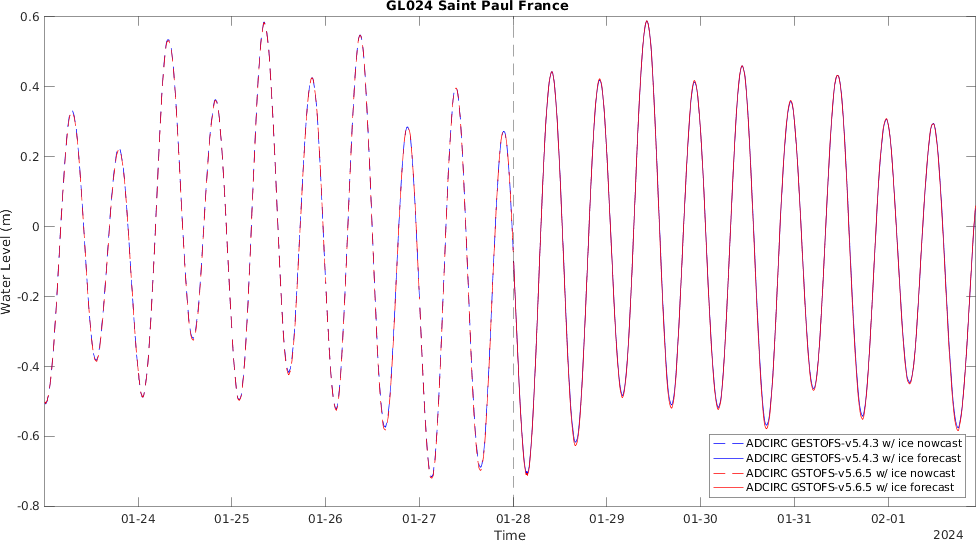 GL024 Saint Paul France
0.6
0.4
0.2
0
-0.2
-0.4
-0.6
-0.8
Water Level (m)
ADCIRC GESTOFS-v5.4.3 w/ ice nowcast
ADCIRC GESTOFS-v5.4.3 w/ ice forecast
ADCIRC GSTOFS-v5.6.5 w/ ice nowcast
ADCIRC GSTOFS-v5.6.5 w/ ice forecast
01-24 01-25 01-26 01-27 01-28 01-29 01-30 01-31 02-01
Time
2024